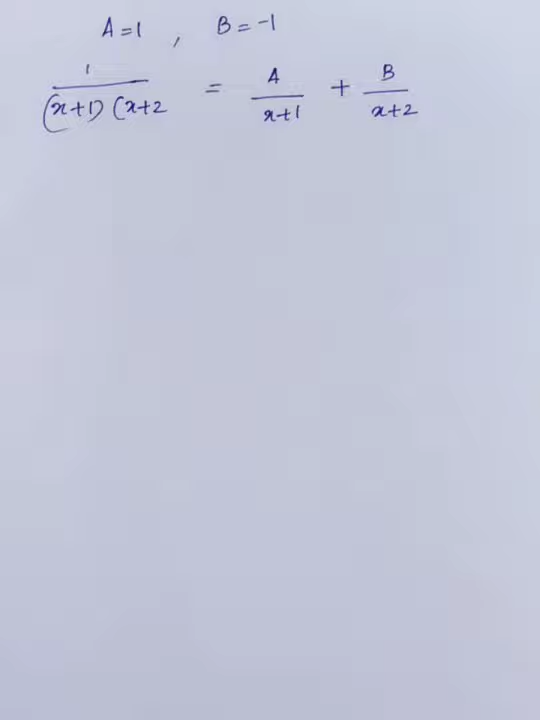 A = 1 , B = -1
1/(x+1) (x+2 = A/x+1 + B/x+2